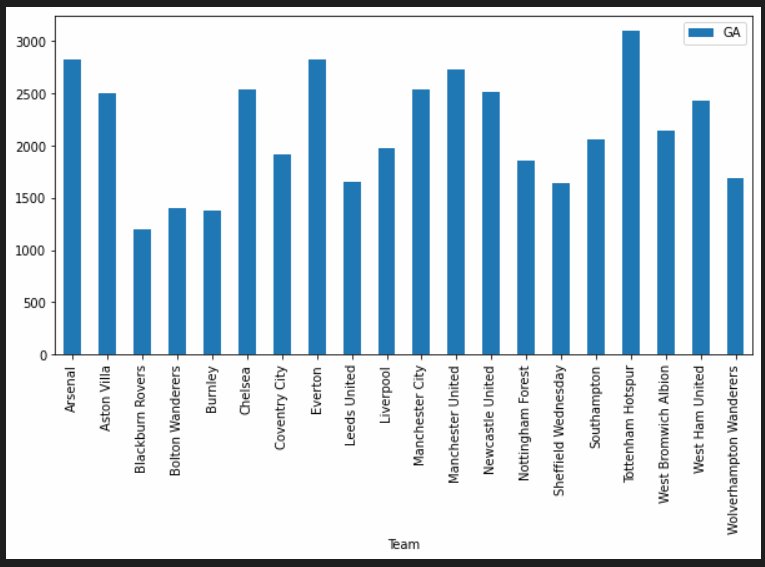 GA
3000
2500
2000
1500
1000
500
0
Arsenal
Aston Villa
Blackburn Rovers
Bolton Wanderers
Burnley
Chelsea
Coventry City
Everton
Leeds United
Liverpool
Manchester City
Manchester United
Newcastle United
Nottingham Forest
Sheffield Wednesday
Southampton
Tottenham Hotspur
West Bromwich Albion
West Ham United
Wolverhampton Wanderers
Team